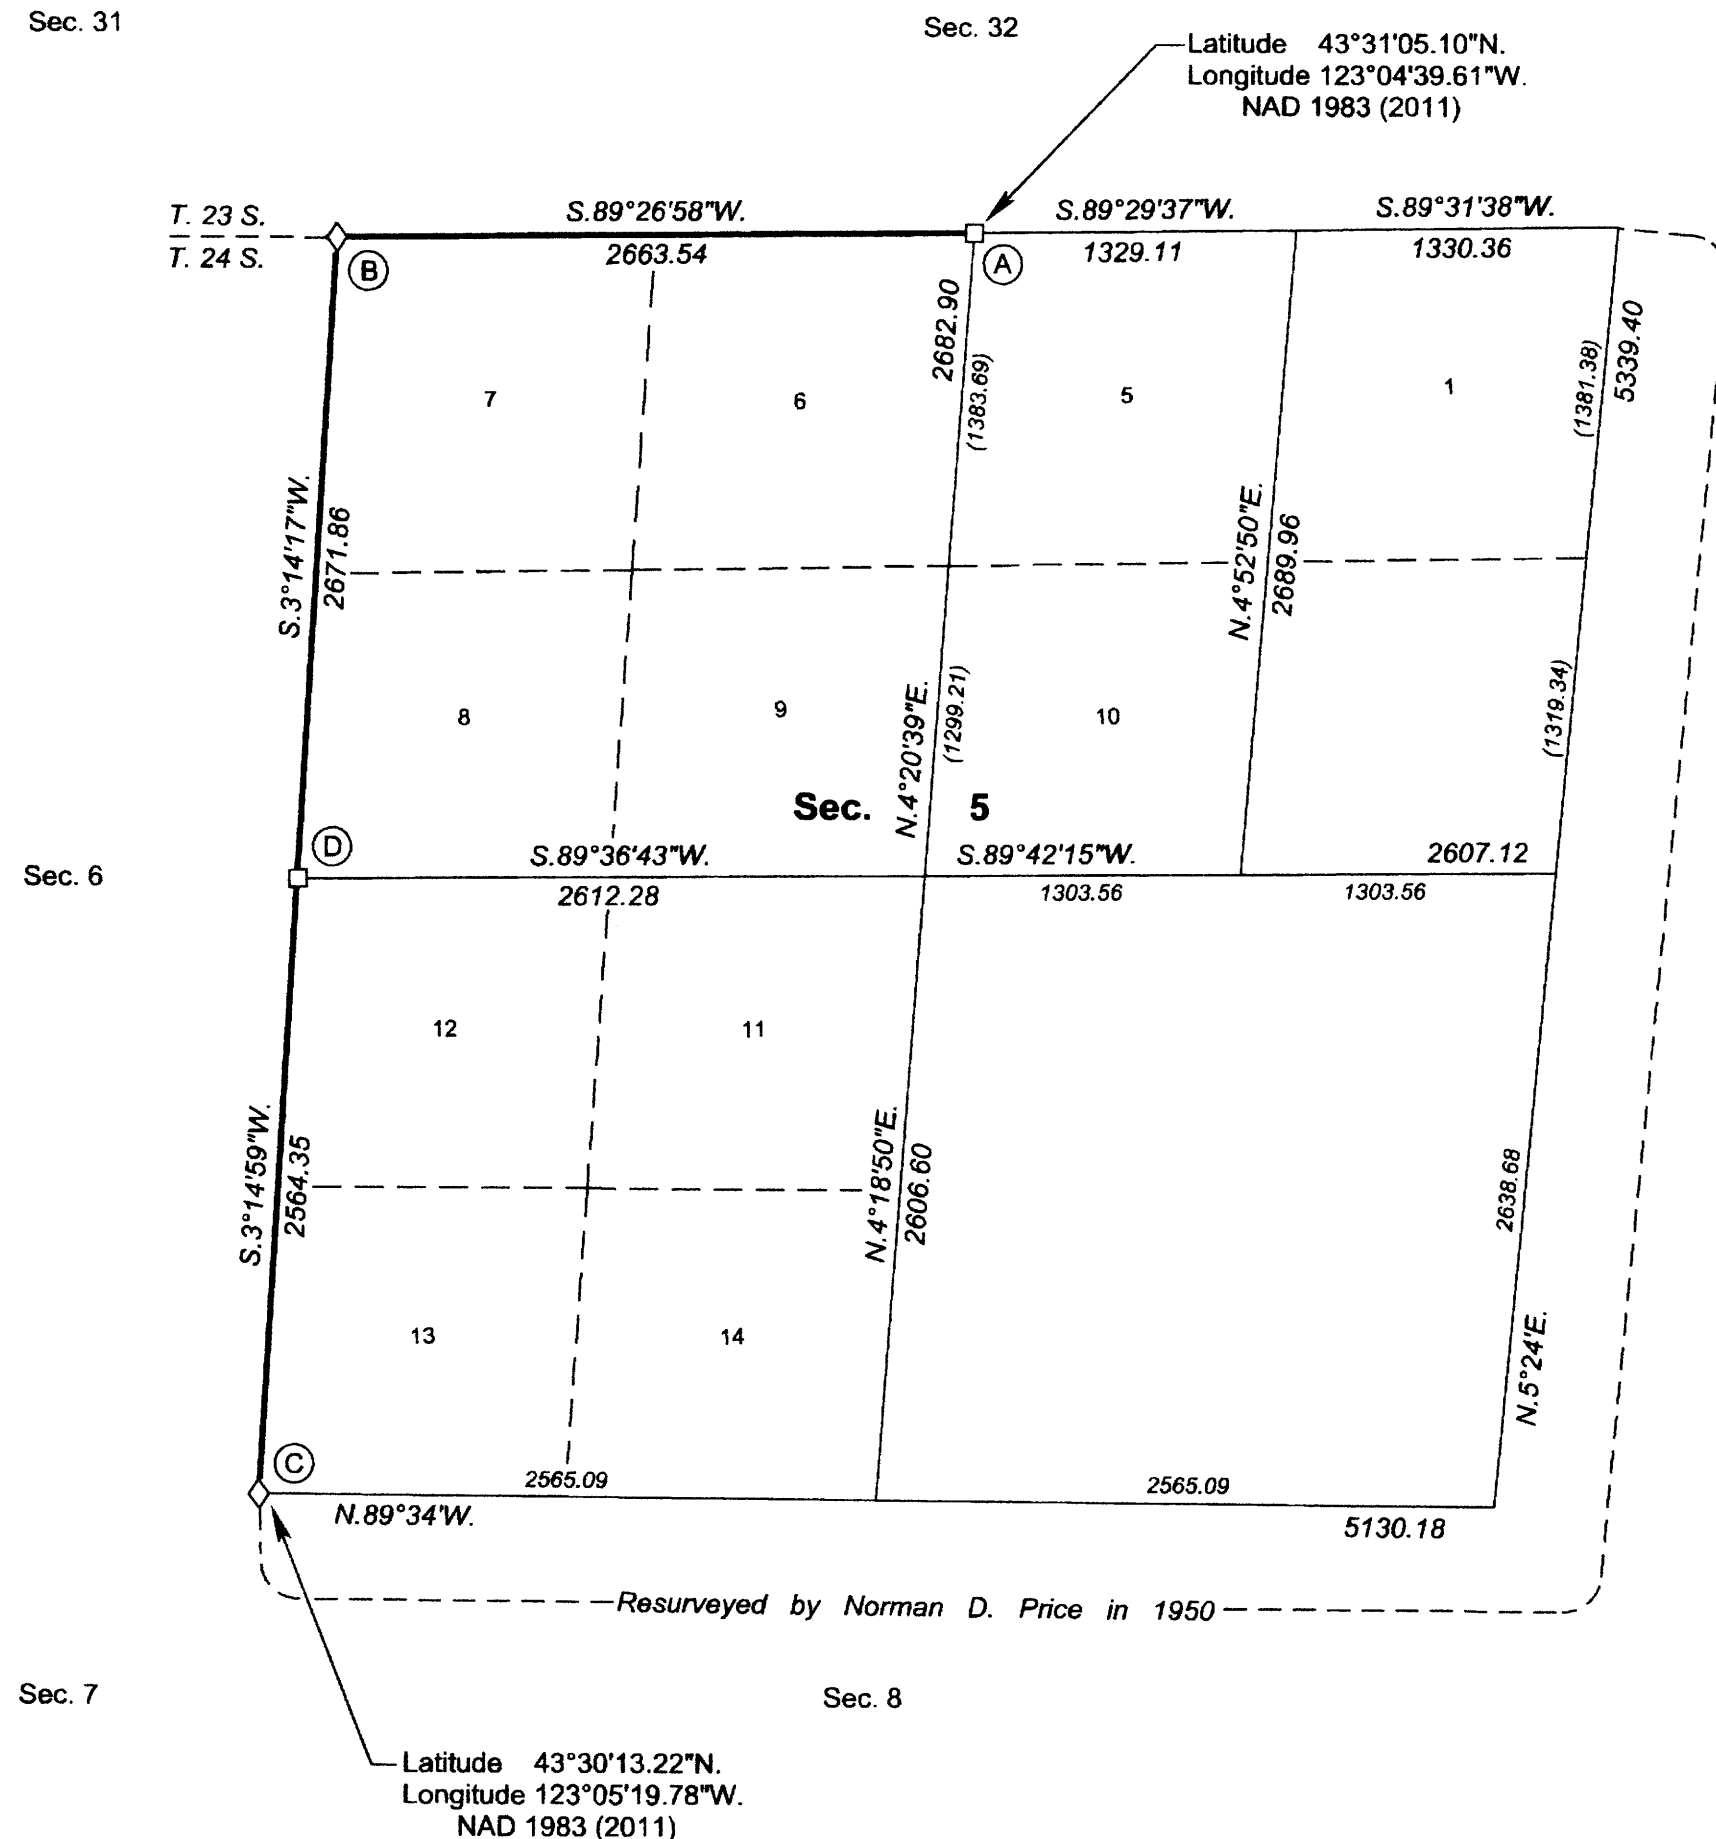 Sec. 31
Sec. 32
Latitude 43°31'05.10"N.
Longitude 123°04'39.61"W.
NAD 1983 (2011)
T. 23 S.
T. 24 S.
S.89°26'58"W.
2663.54
S.89°29'37"W.
1329.11
S.89°31'38"W.
1330.36
B
A
2682.90
(1383.69)
(1381.38)
5339.40
7
6
5
1
S.3°14'17"W.
2671.86
N.4°52'50"E.
2689.96
8
9
10
N.4°20'39"E.
(1299.21)
(1319.34)
Sec. 5
D
Sec. 6
S.89°36'43"W.
2612.28
S.89°42'15"W.
2607.12
1303.56
1303.56
12
11
S.3°14'59"W.
2564.35
N.4°18'50"E.
2606.60
2638.68
N.5°24'E.
13
14
C
2565.09
2565.09
N.89°34'W.
5130.18
Resurveyed by Norman D. Price in 1950
Sec. 7
Sec. 8
Latitude 43°30'13.22"N.
Longitude 123°05'19.78"W.
NAD 1983 (2011)